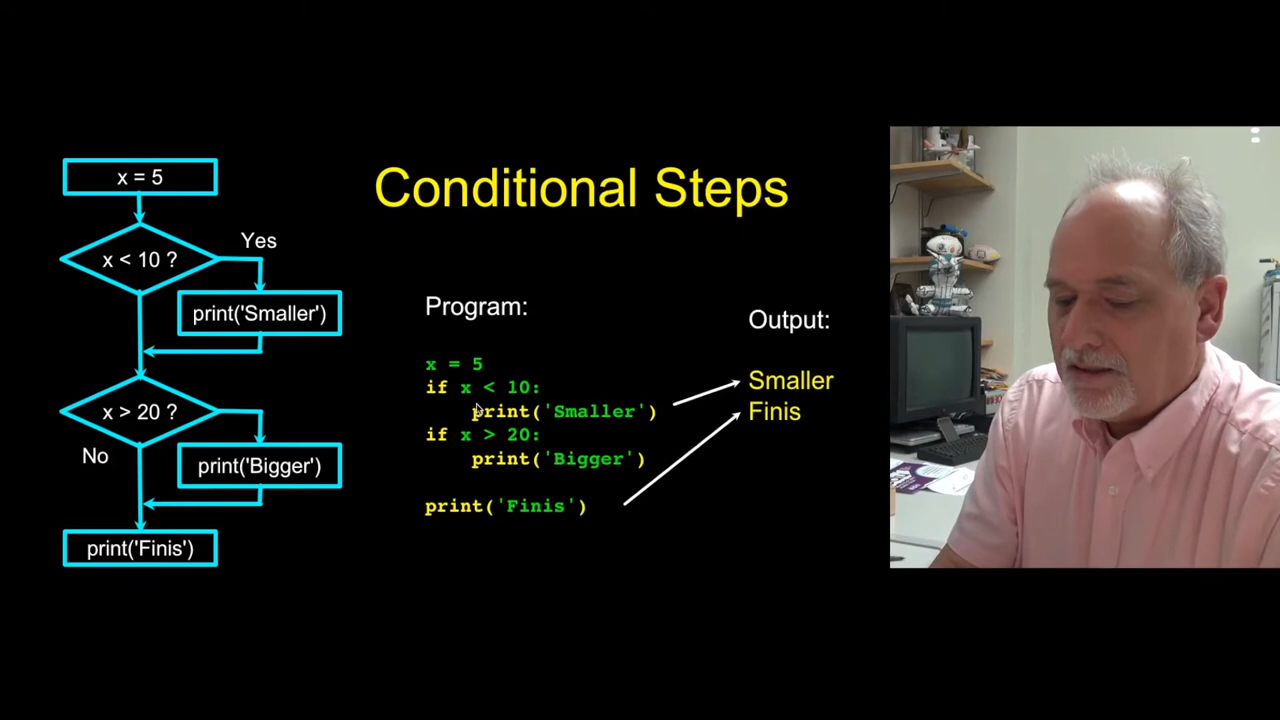 Conditional Steps
x = 5
x < 10 ?
Yes
print('Smaller')
x > 20 ?
No
print('Bigger')
print('Finis')
Program:
x = 5
if x < 10:
    print('Smaller')
if x > 20:
    print('Bigger')
print('Finis')
Output:
Smaller
Finis